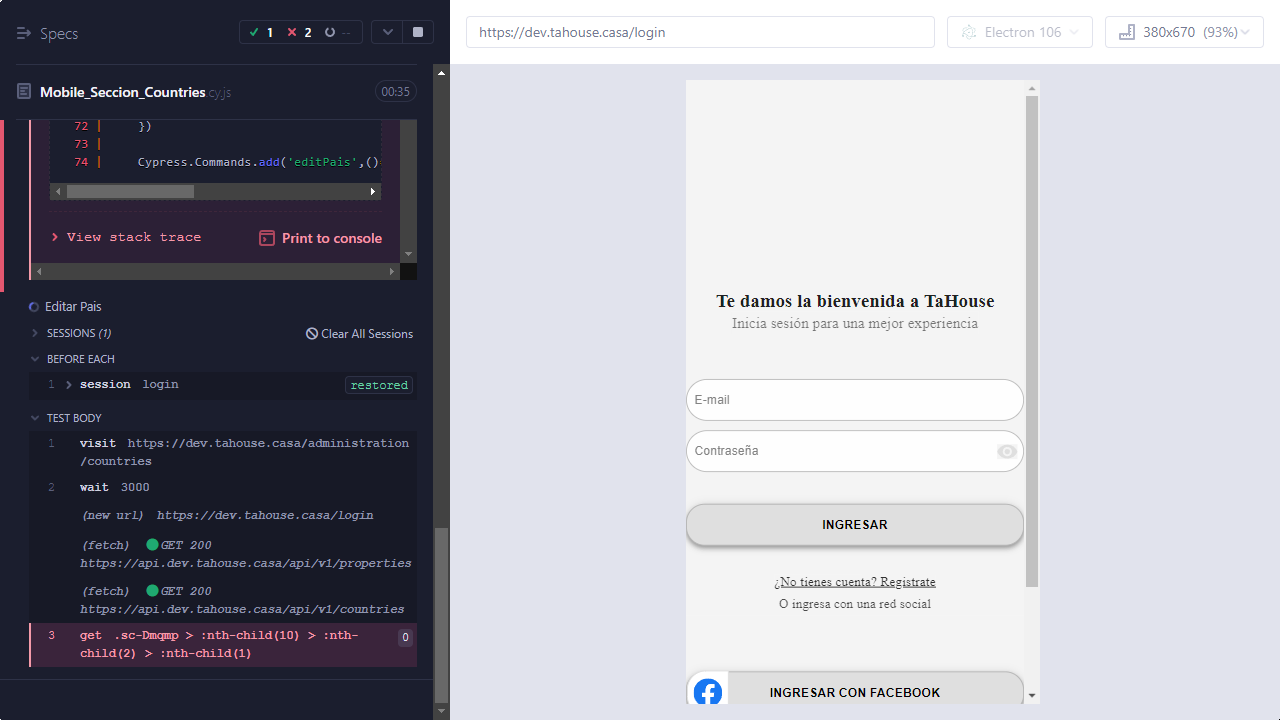 Specs
1 2 --
https://dev.tahouse.casa/login
Electron 106
380x670 (93%)
Mobile_Seccion_Countries.cy.js
00:35
72 | })
73 |
74 | Cypress.Commands.add('editPais',()
View stack trace
Print to console
Editar Pais
SESSIONS (1)
Clear All Sessions
BEFORE EACH
1 session login restored
TEST BODY
1 visit https://dev.tahouse.casa/administration
/countries
2 wait 3000
(new url) https://dev.tahouse.casa/login
(fetch) GET 200
https://api.dev.tahouse.casa/api/v1/properties
(fetch) GET 200
https://api.dev.tahouse.casa/api/v1/countries
3 get .sc-Dmqmp > :nth-child(10) > :nth-
child(2) > :nth-child(1)
0
Te damos la bienvenida a TaHouse
Inicia sesión para una mejor experiencia
E-mail
Contraseña
INGRESAR
¿No tienes cuenta? Registrate
O ingresa con una red social
INGRESAR CON FACEBOOK